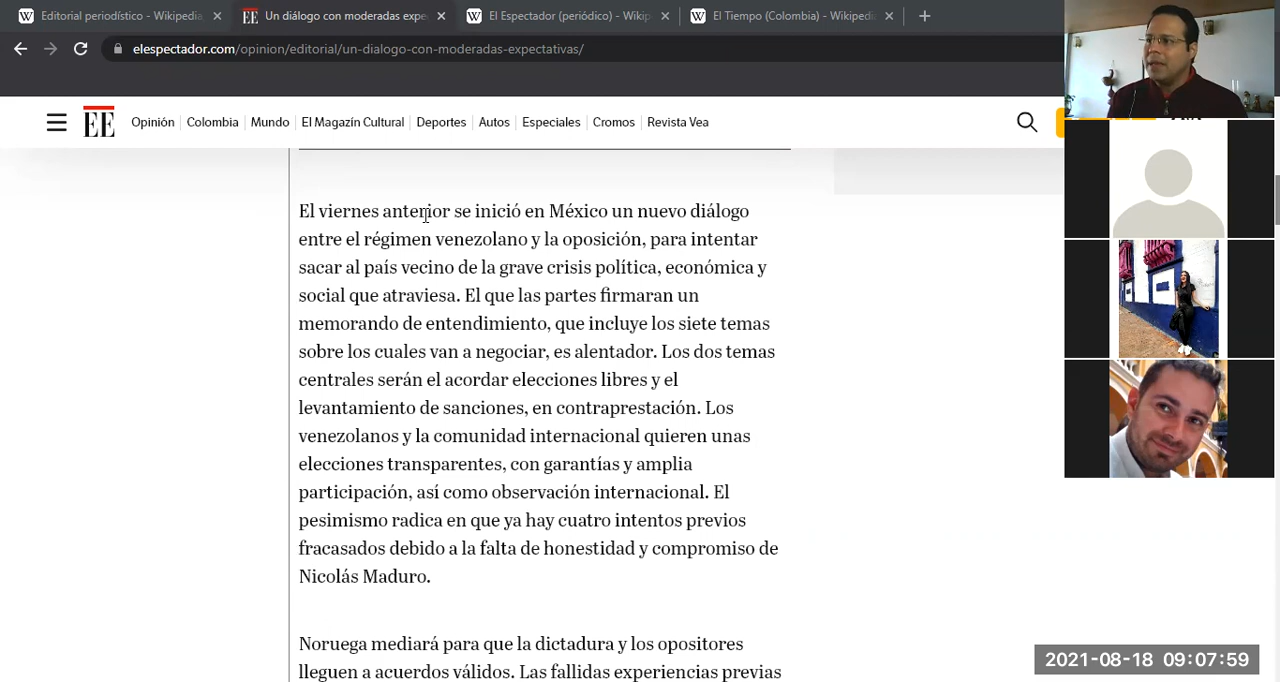 Editorial periodístico - Wikipedia,
Un diálogo con moderadas expe
El Espectador (periódico) - Wikip
El Tiempo (Colombia) - Wikipedi
elespectador.com/opinion/editorial/un-dialogo-con-moderadas-expectativas/
EE
Opinión
Colombia
Mundo
El Magazín Cultural
Deportes
Autos
Especiales
Cromos
Revista Vea
El viernes anterior se inició en México un nuevo diálogo
entre el régimen venezolano y la oposición, para intentar
sacar al país vecino de la grave crisis política, económica y
social que atraviesa. El que las partes firmaran un
memorando de entendimiento, que incluye los siete temas
sobre los cuales van a negociar, es alentador. Los dos temas
centrales serán el acordar elecciones libres y el
levantamiento de sanciones, en contraprestación. Los
venezolanos y la comunidad internacional quieren unas
elecciones transparentes, con garantías y amplia
participación, así como observación internacional. El
pesimismo radica en que ya hay cuatro intentos previos
fracasados debido a la falta de honestidad y compromiso de
Nicolás Maduro.
Noruega mediará para que la dictadura y los opositores
lleguen a acuerdos válidos. Las fallidas experiencias previas
2021-08-18 09:07:59